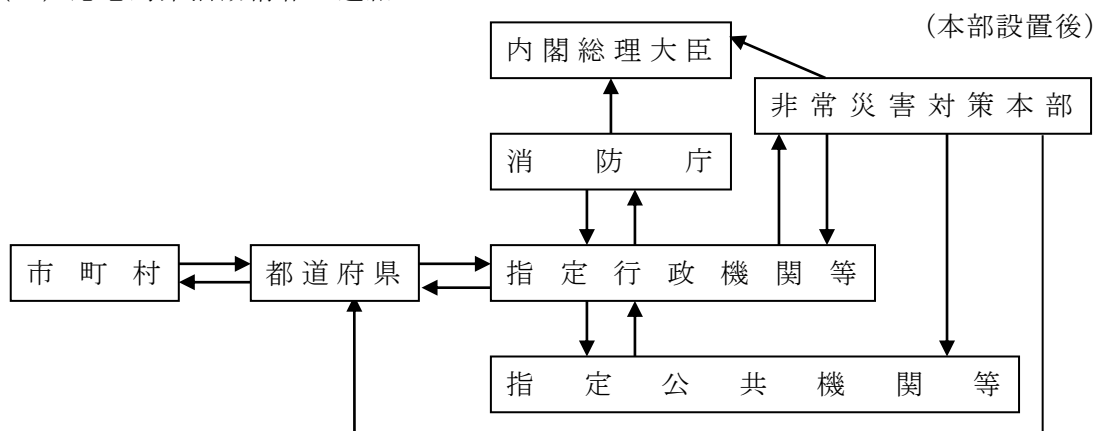 (本部設置後)
内閣総理大臣
非常災害対策本部
消防庁
市町村
都道府県
指定行政機関等
指定公共機関等